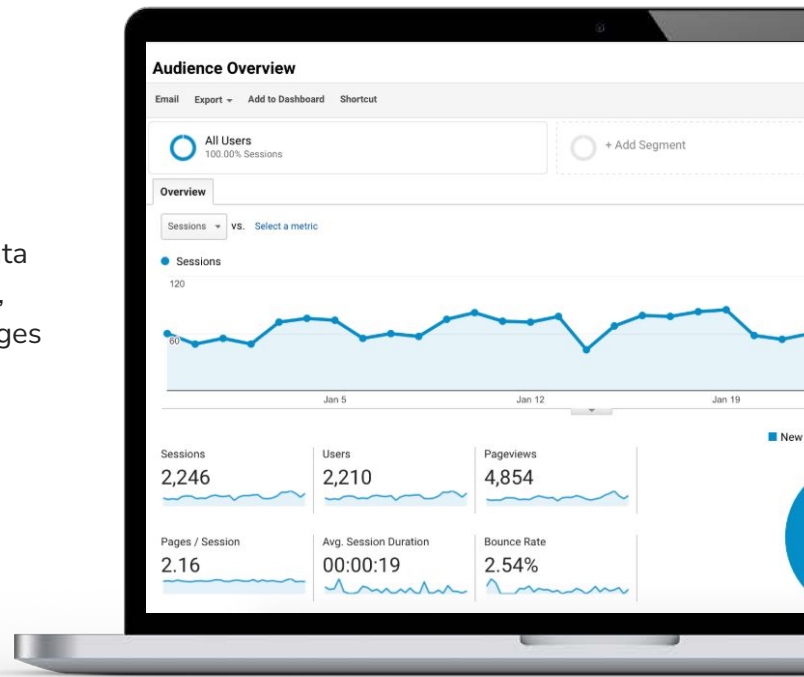 ta
,
ges
Audience Overview
Email Export Add to Dashboard Shortcut
All Users
100.00% Sessions
+ Add Segment
Overview
Sessions VS. Select a metric
Sessions
120
60
Jan 5 Jan 12 Jan 19
New
Sessions Users Pageviews
2,246 2,210 4,854
Pages / Session Avg. Session Duration Bounce Rate
2.16 00:00:19 2.54%